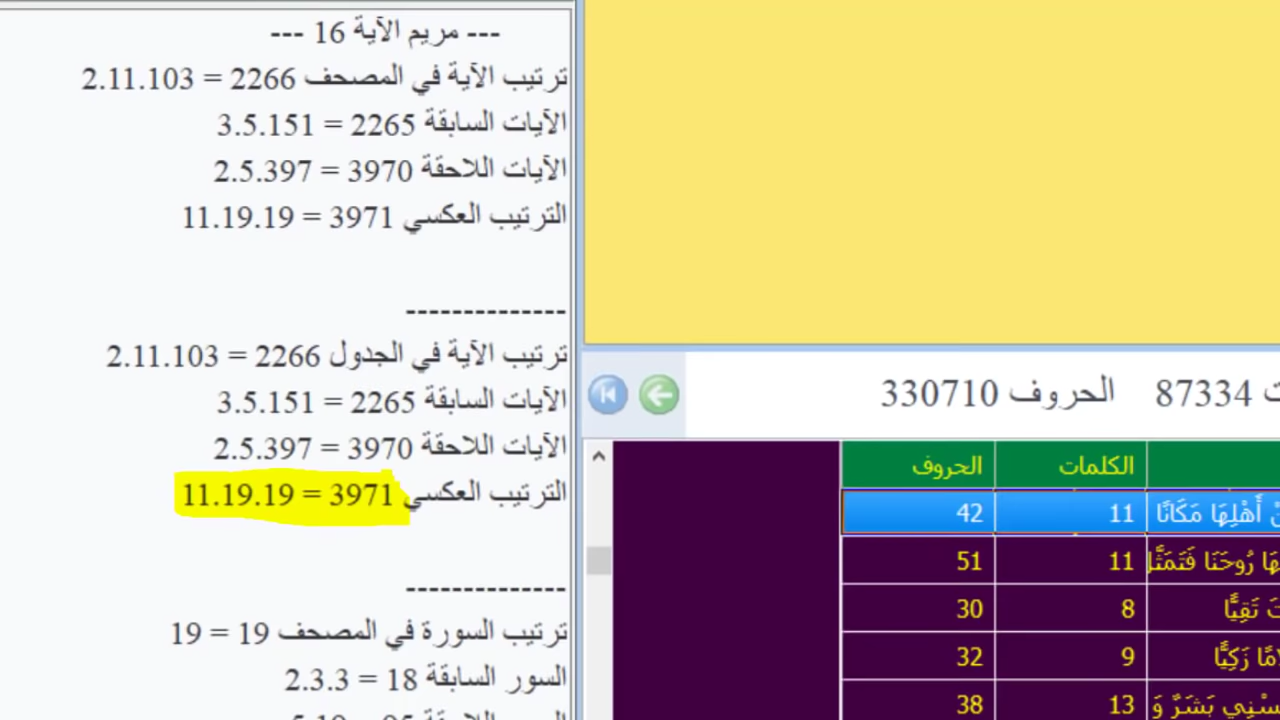 --- مريم الآية 16 ---
ترتيب الآية في المصحف 2266 = 2.11.103
الآيات السابقة 2265 = 3.5.151
الآيات اللاحقة 3970 = 2.5.397
الترتيب العكسي 3971 = 11.19.19
--------------
ترتيب الآية في الجدول 2266 = 2.11.103
الآيات السابقة 2265 = 3.5.151
الآيات اللاحقة 3970 = 2.5.397
الترتيب العكسي 3971 = 11.19.19
--------------
ترتيب السورة في المصحف 19 = 19
السور السابقة 18 = 2.3.3
87334 الحروف 330710
الكلمات الحروف
أَهْلِهَا مَكَانًا 11 42
رُوحَنَا فَتَمَثَّلَ 11 51
تَقِيًّا 8 30
زَكِيًّا 9 32
بَشَرٌ وَ 13 38